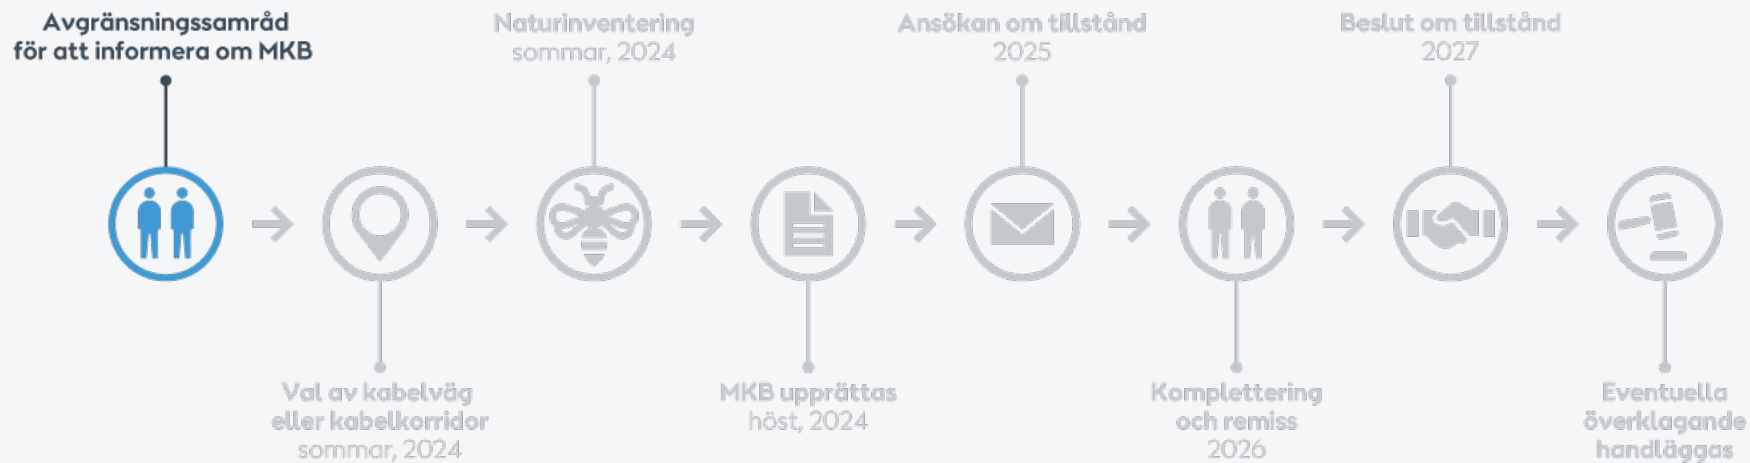 Avgränsningssamråd
för att informera om MKB
Val av kabelväg
eller kabelkorridor
sommar, 2024
Naturinventering
sommar, 2024
MKB upprättas
höst, 2024
Ansökan om tillstånd
2025
Komplettering
och remiss
2026
Beslut om tillstånd
2027
Eventuella
överklagande
handläggas